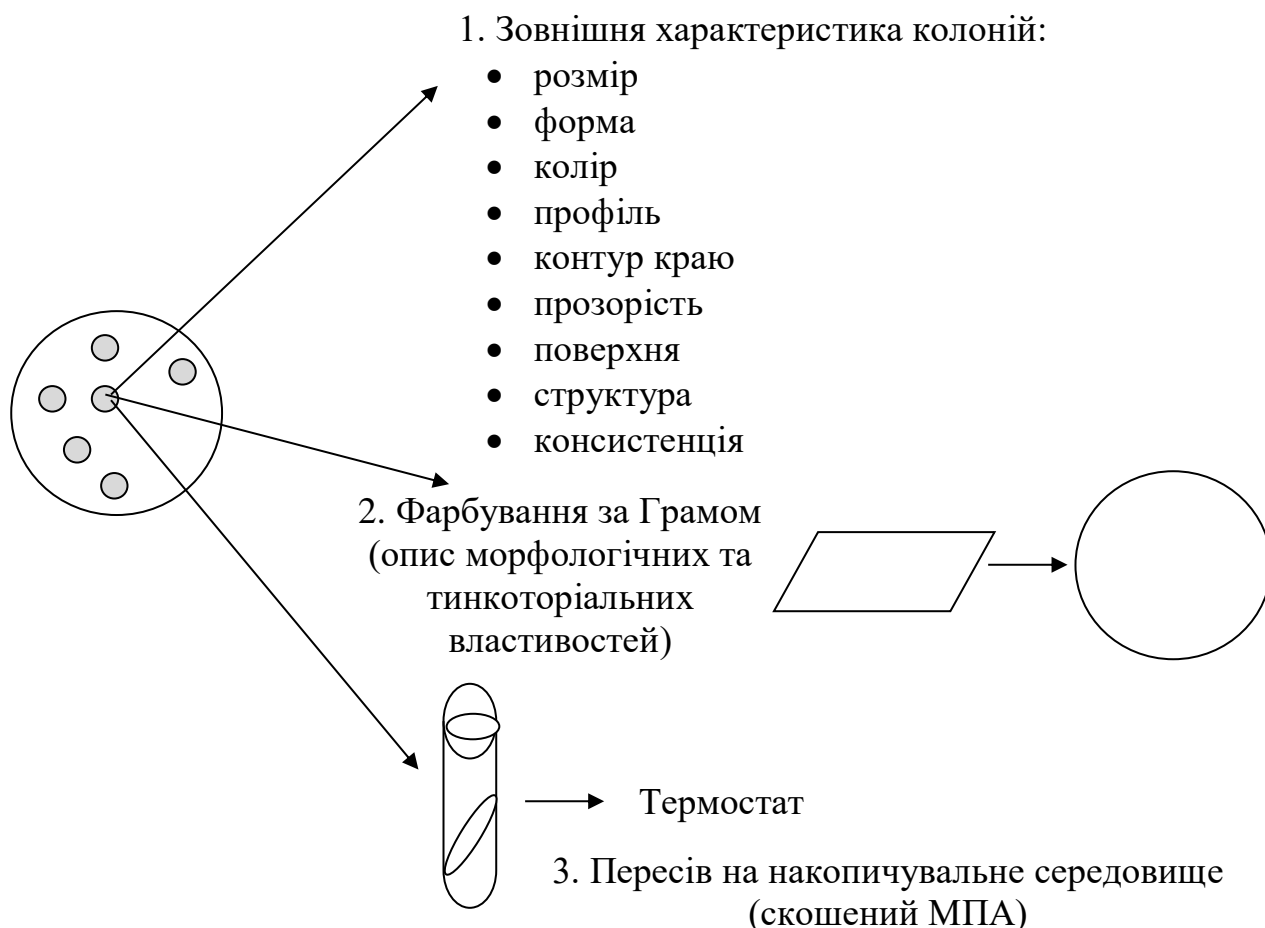 1. Зовнішня характеристика колоній:
• розмір
• форма
• колір
• профіль
• контур краю
• прозорість
• поверхня
• структура
• консистенція
2. Фарбування за Грамом
(опис морфологічних та
тинкоторіальних
властивостей)
Термостат
3. Пересів на накопичувальне середовище
(скошений МПА)